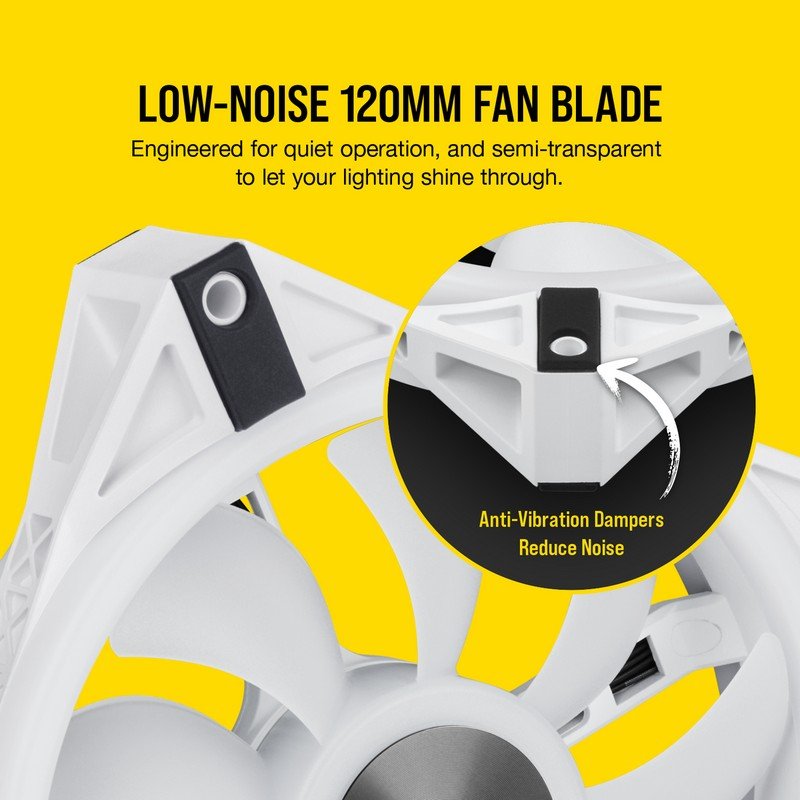 LOW-NOISE 120MM FAN BLADE
Engineered for quiet operation, and semi-transparent
to let your lighting shine through.
Anti-Vibration Dampers
Reduce Noise